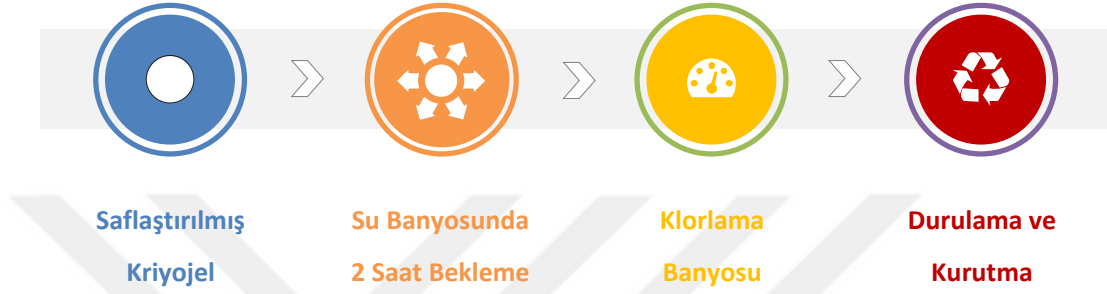 Saflaştırılmış
Kriyojel
Su Banyosunda
2 Saat Bekleme
Klorlama
Banyosu
Durulama ve
Kurutma